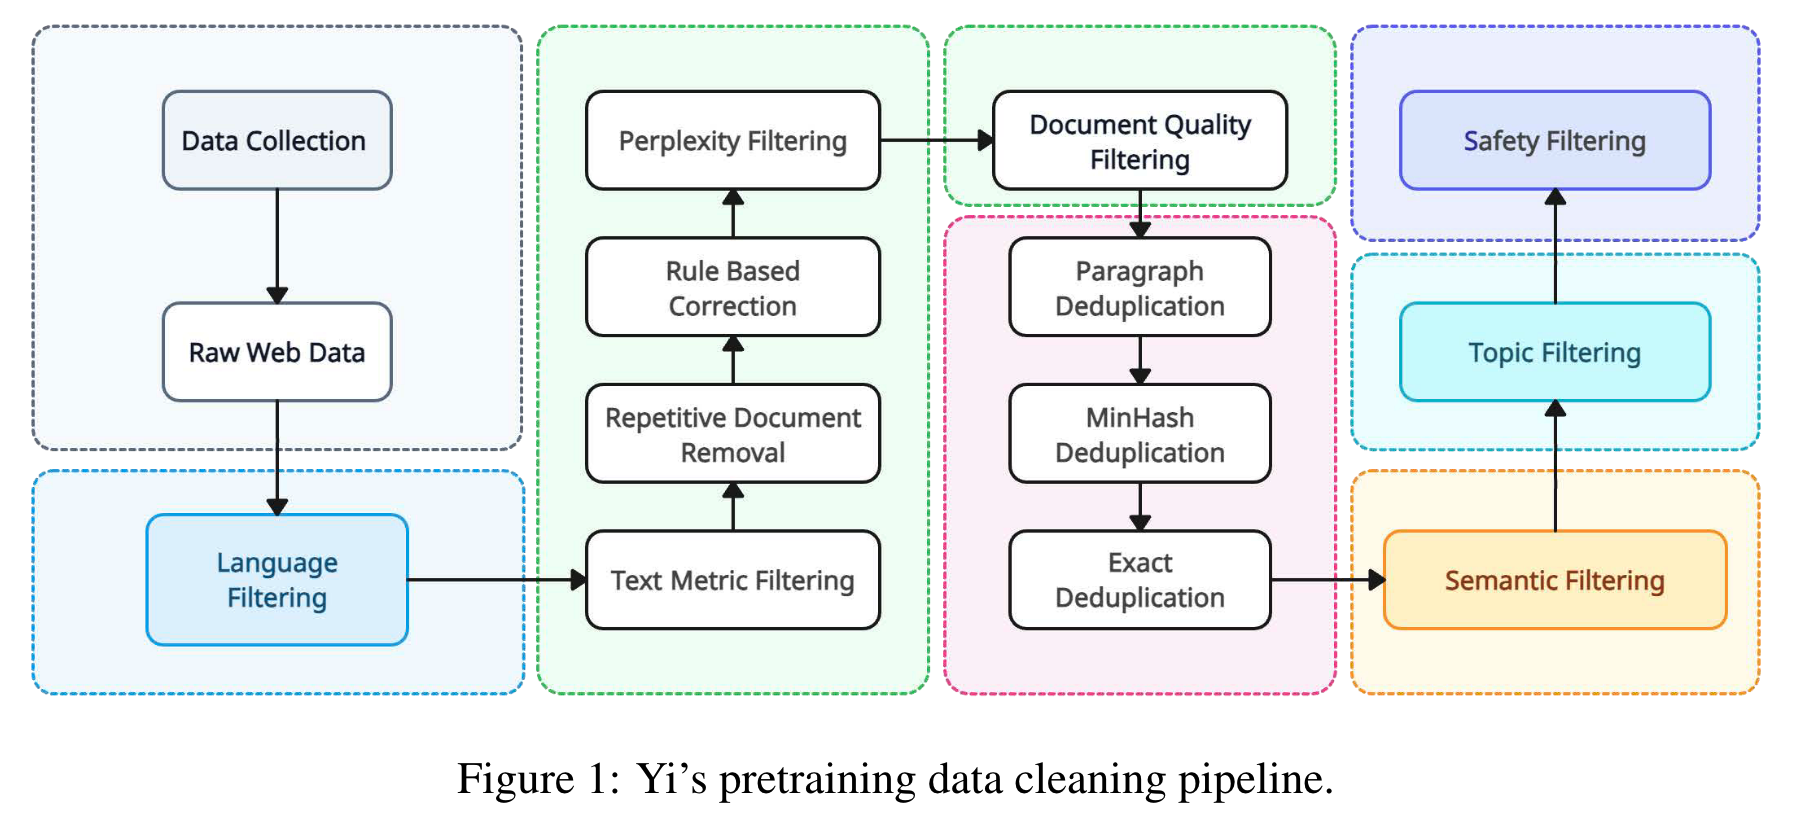 Data Collection
Raw Web Data
Language
Filtering
Text Metric Filtering
Repetitive Document
Removal
Rule Based
Correction
Perplexity Filtering
Document Quality
Filtering
Paragraph
Deduplication
MinHash
Deduplication
Exact
Deduplication
Semantic Filtering
Topic Filtering
Safety Filtering
Figure 1: Yi’s pretraining data cleaning pipeline.